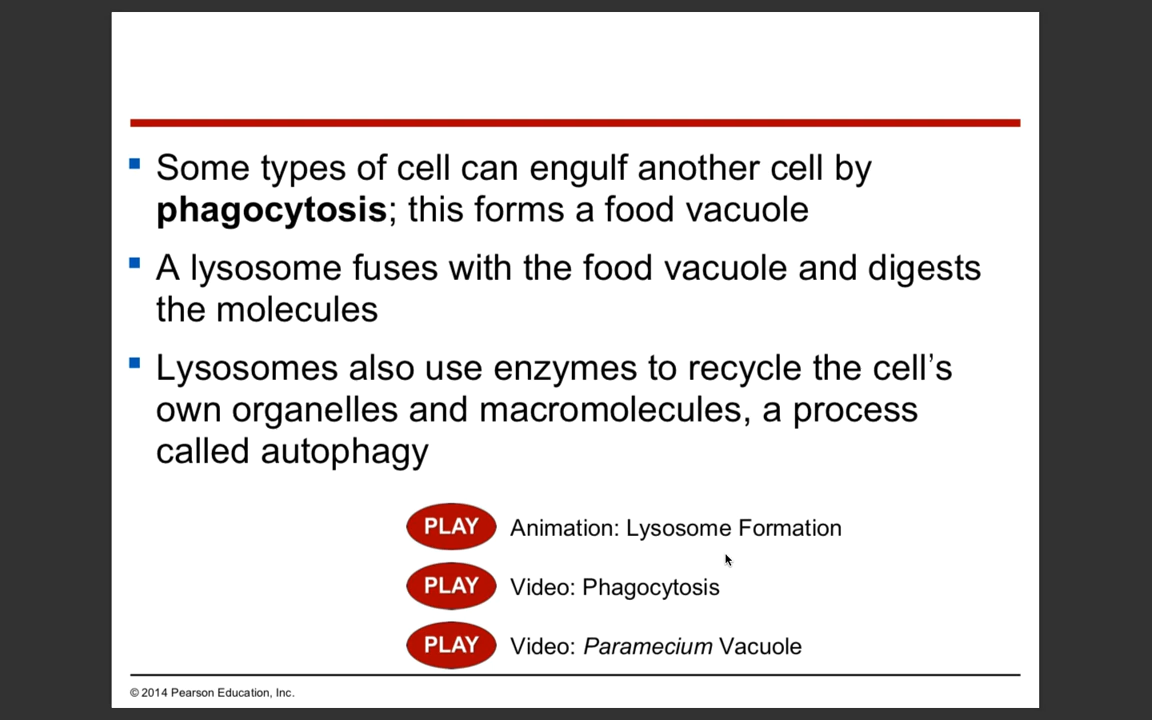 Some types of cell can engulf another cell by
phagocytosis; this forms a food vacuole
A lysosome fuses with the food vacuole and digests
the molecules
Lysosomes also use enzymes to recycle the cell’s
own organelles and macromolecules, a process
called autophagy
PLAY Animation: Lysosome Formation
PLAY Video: Phagocytosis
PLAY Video: Paramecium Vacuole
© 2014 Pearson Education, Inc.